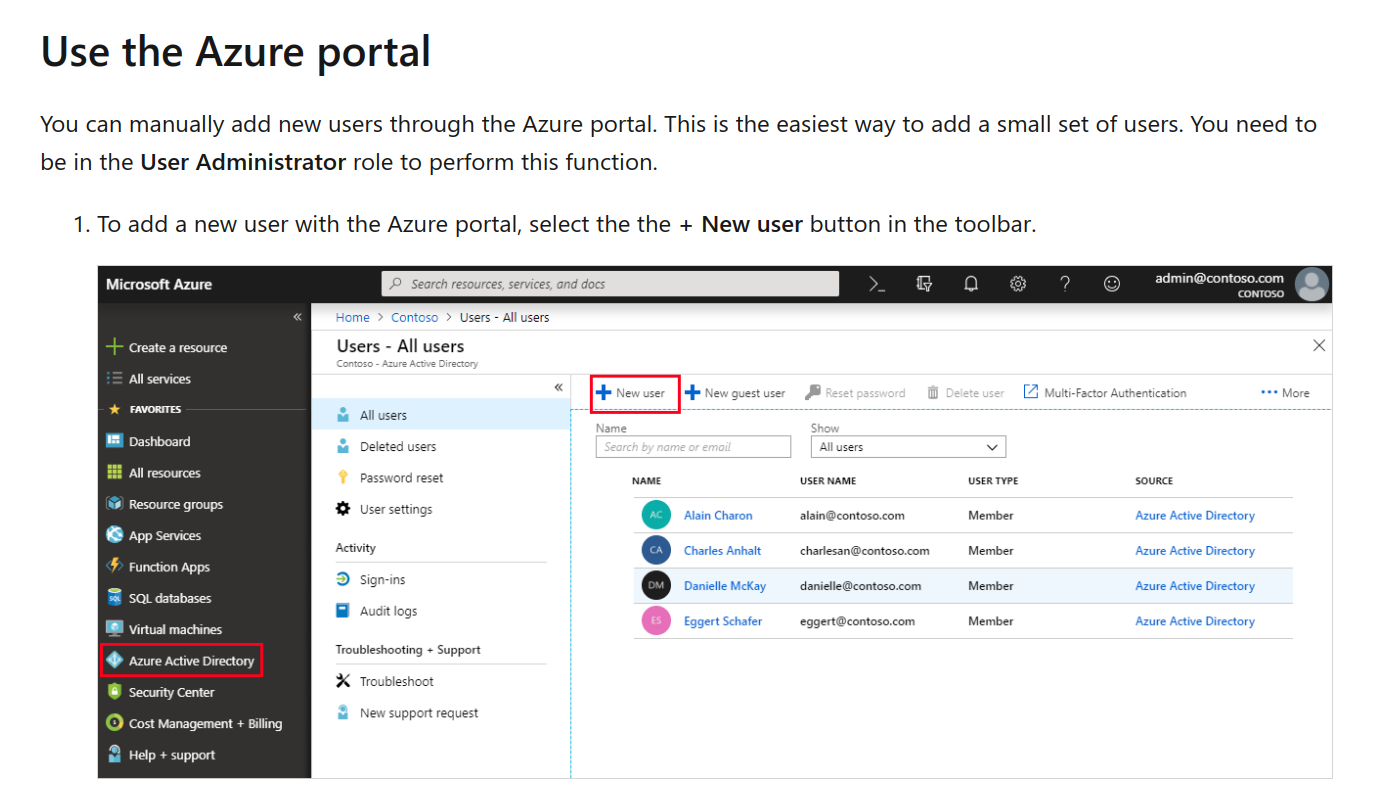 Use the Azure portal
You can manually add new users through the Azure portal. This is the easiest way to add a small set of users. You need to
be in the User Administrator role to perform this function.
1. To add a new user with the Azure portal, select the the + New user button in the toolbar.
Microsoft Azure
Search resources, services, and docs
admin@contoso.com
CONTOSO
«
Create a resource
All services
FAVORITES
Dashboard
All resources
Resource groups
App Services
Function Apps
SQL
SQL databases
Virtual machines
Azure Active Directory
Security Center
Cost Management + Billing
Help + support
Home > Contoso > Users - All users
Users - All users
Contoso - Azure Active Directory
«
All users
Deleted users
Password reset
User settings
Activity
Sign-ins
Audit logs
Troubleshooting + Support
Troubleshoot
New support request
New user New guest user Reset password Delete user Multi-Factor Authentication ••• More
Name Show
Search by name or email All users
NAME USER NAME USER TYPE SOURCE
AC Alain Charon alain@contoso.com Member Azure Active Directory
CA Charles Anhalt charlesan@contoso.com Member Azure Active Directory
DM Danielle McKay danielle@contoso.com Member Azure Active Directory
ES Eggert Schafer eggert@contoso.com Member Azure Active Directory